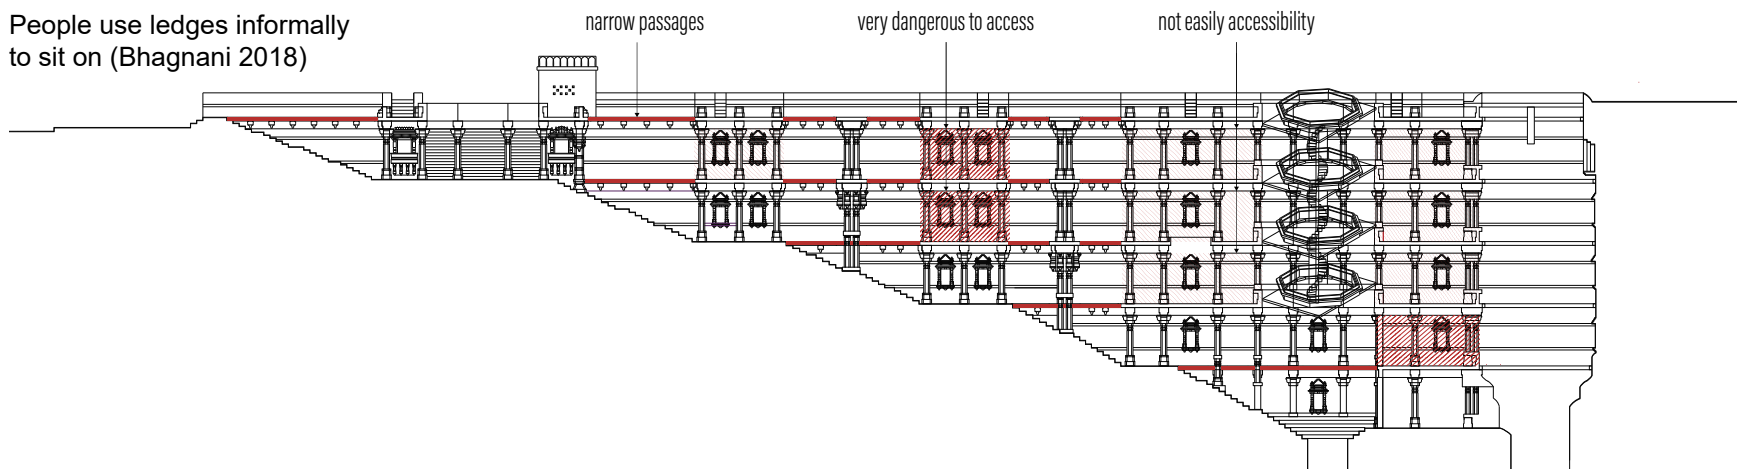 People use ledges informally
to sit on (Bhagnani 2018)
narrow passages
very dangerous to access
not easily accessibility